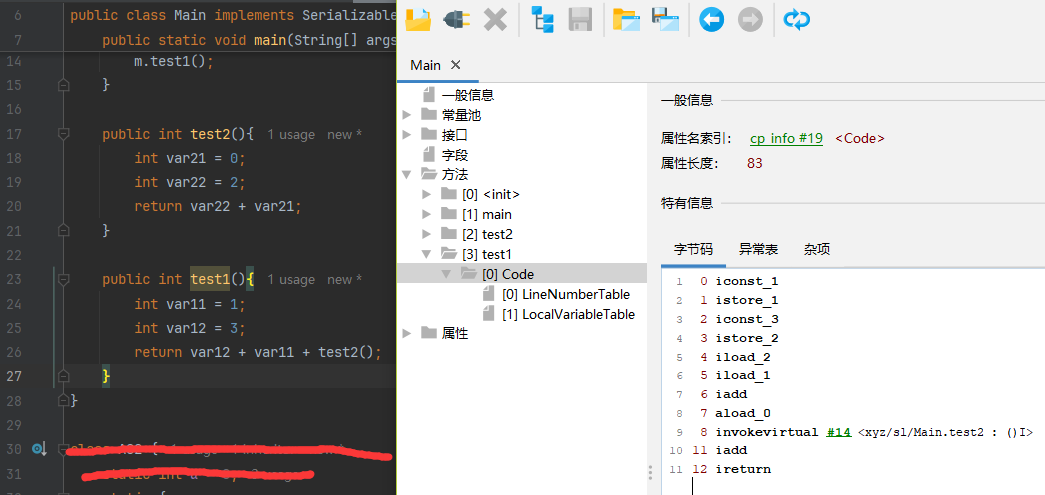 6 public class Main implements Serializable
7 public static void main(String[] args
14 m.test1();
15 }
16
17 public int test2(){ 1 usage new *
18 int var21 = 0;
19 int var22 = 2;
20 return var22 + var21;
21 }
22
23 public int test1(){ 1 usage new *
24 int var11 = 1;
25 int var12 = 3;
26 return var12 + var11 + test2();
27 }
28 }
29
30
31
32
Main
一般信息
常量池
接口
字段
方法
[0] <init>
[1] main
[2] test2
[3] test1
[0] Code
[0] LineNumberTable
[1] LocalVariableTable
属性
一般信息
属性名索引: cp_info #19 <Code>
属性长度: 83
特有信息
字节码 异常表 杂项
1 0 iconst_1
2 1 istore_1
3 2 iconst_3
4 3 istore_2
5 4 iload_2
6 5 iload_1
7 6 iadd
8 7 aload_0
9 8 invokevirtual #14 <xyz/sl/Main.test2 : ()I>
10 11 iadd
11 12 ireturn